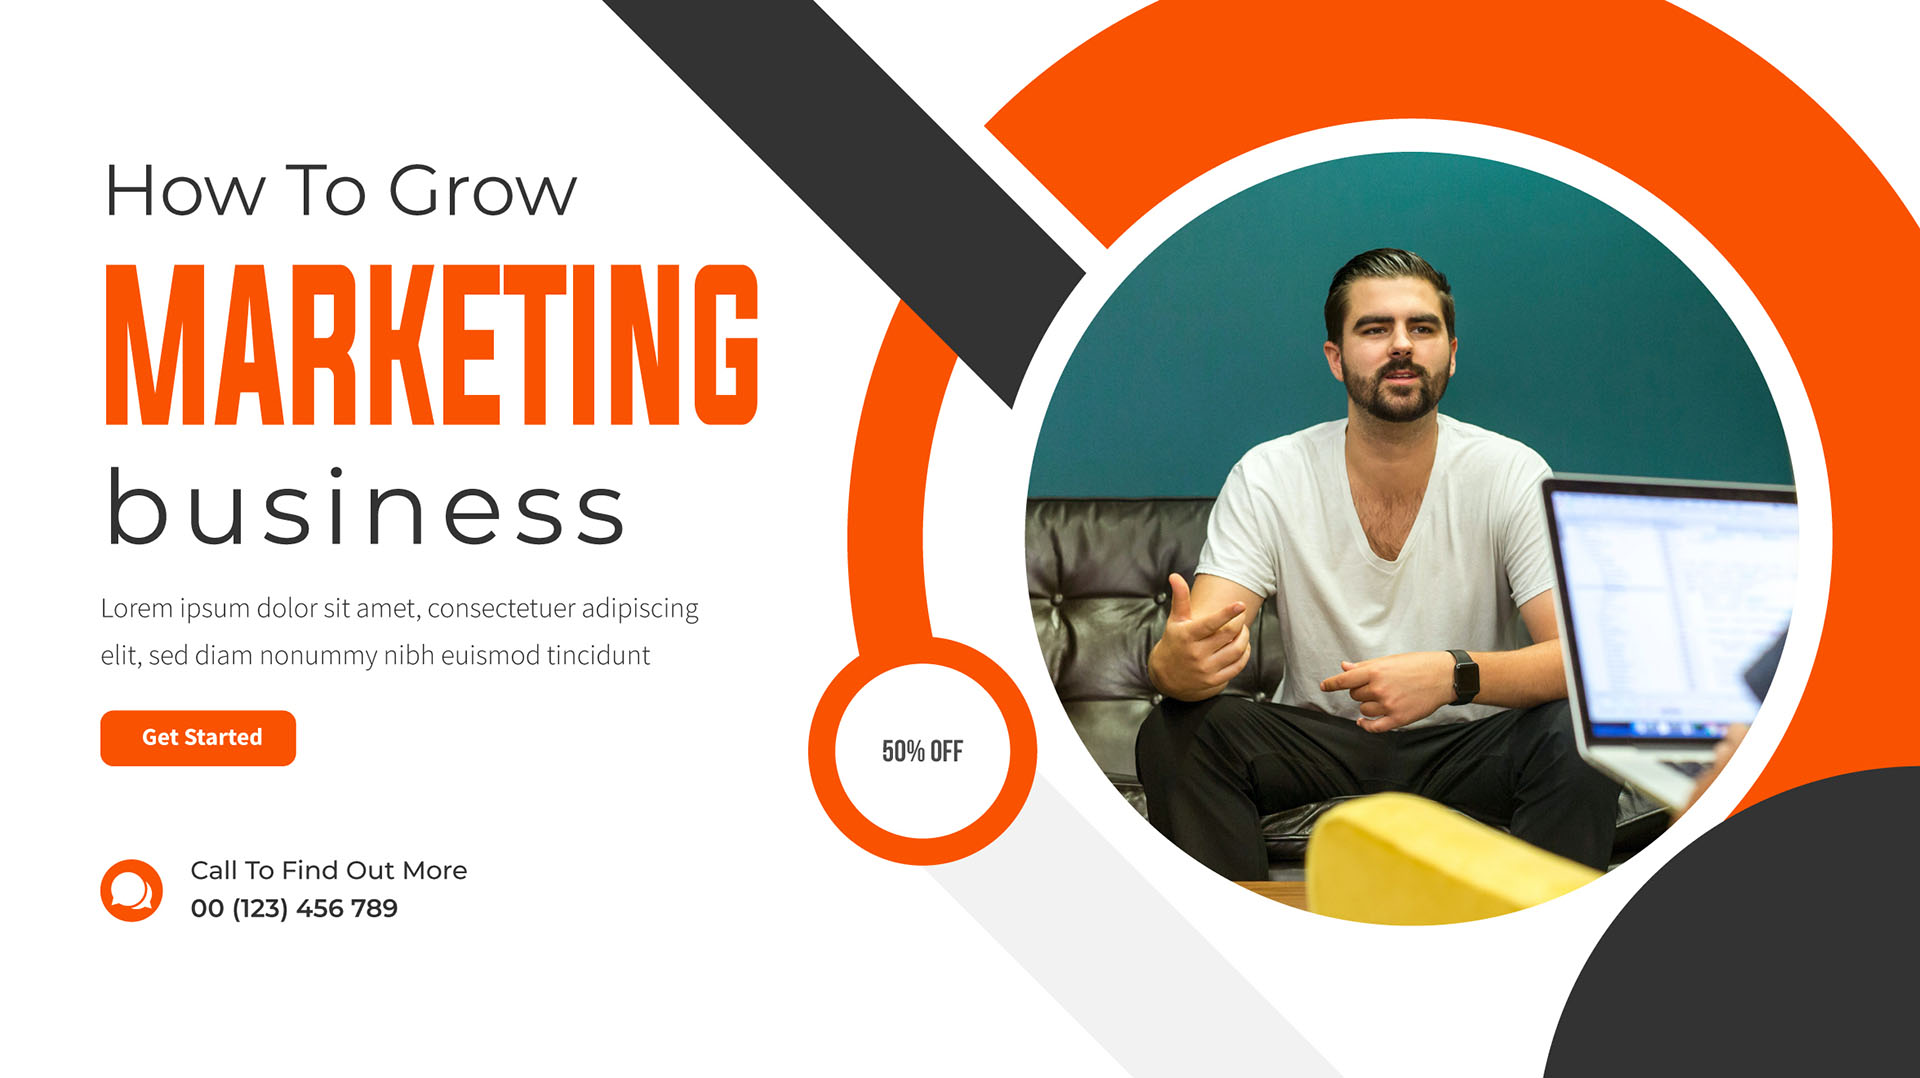 How To Grow
MARKETING
business
Lorem ipsum dolor sit amet, consectetuer adipiscing
elit, sed diam nonummy nibh euismod tincidunt
Get Started
50% OFF
Call To Find Out More
00 (123) 456 789